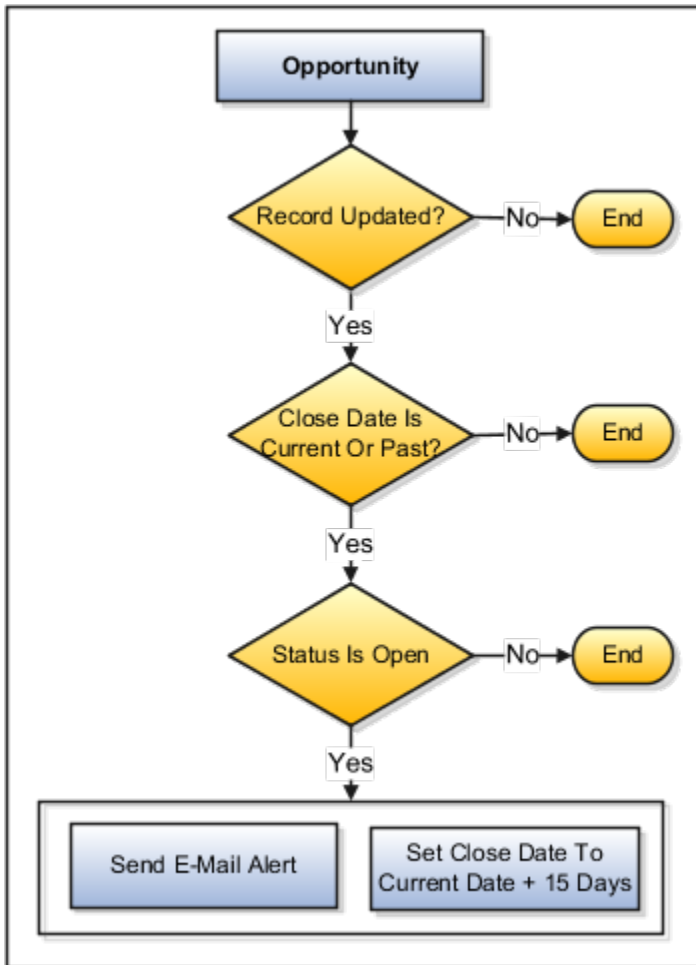 Opportunity
Record Updated?
No
End
Yes
Close Date Is
Current Or Past?
No
End
Yes
Status Is Open
No
End
Yes
Send E-Mail Alert
Set Close Date To
Current Date + 15 Days